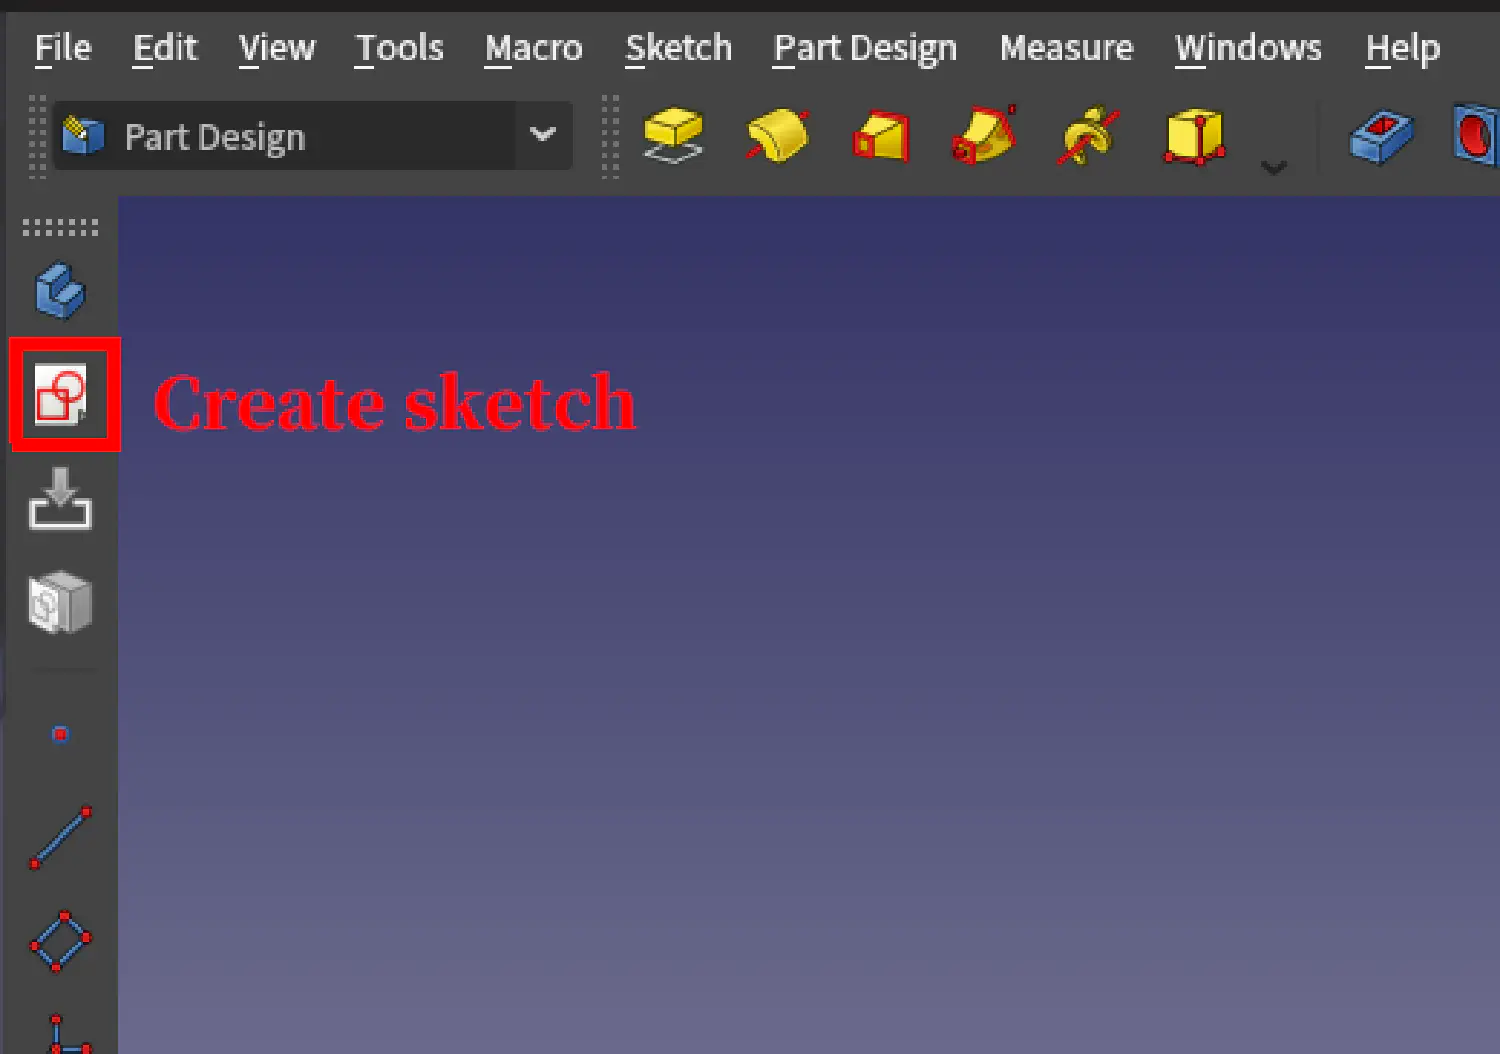 File Edit View Tools Macro Sketch Part Design Measure Windows Help
Part Design
Create sketch